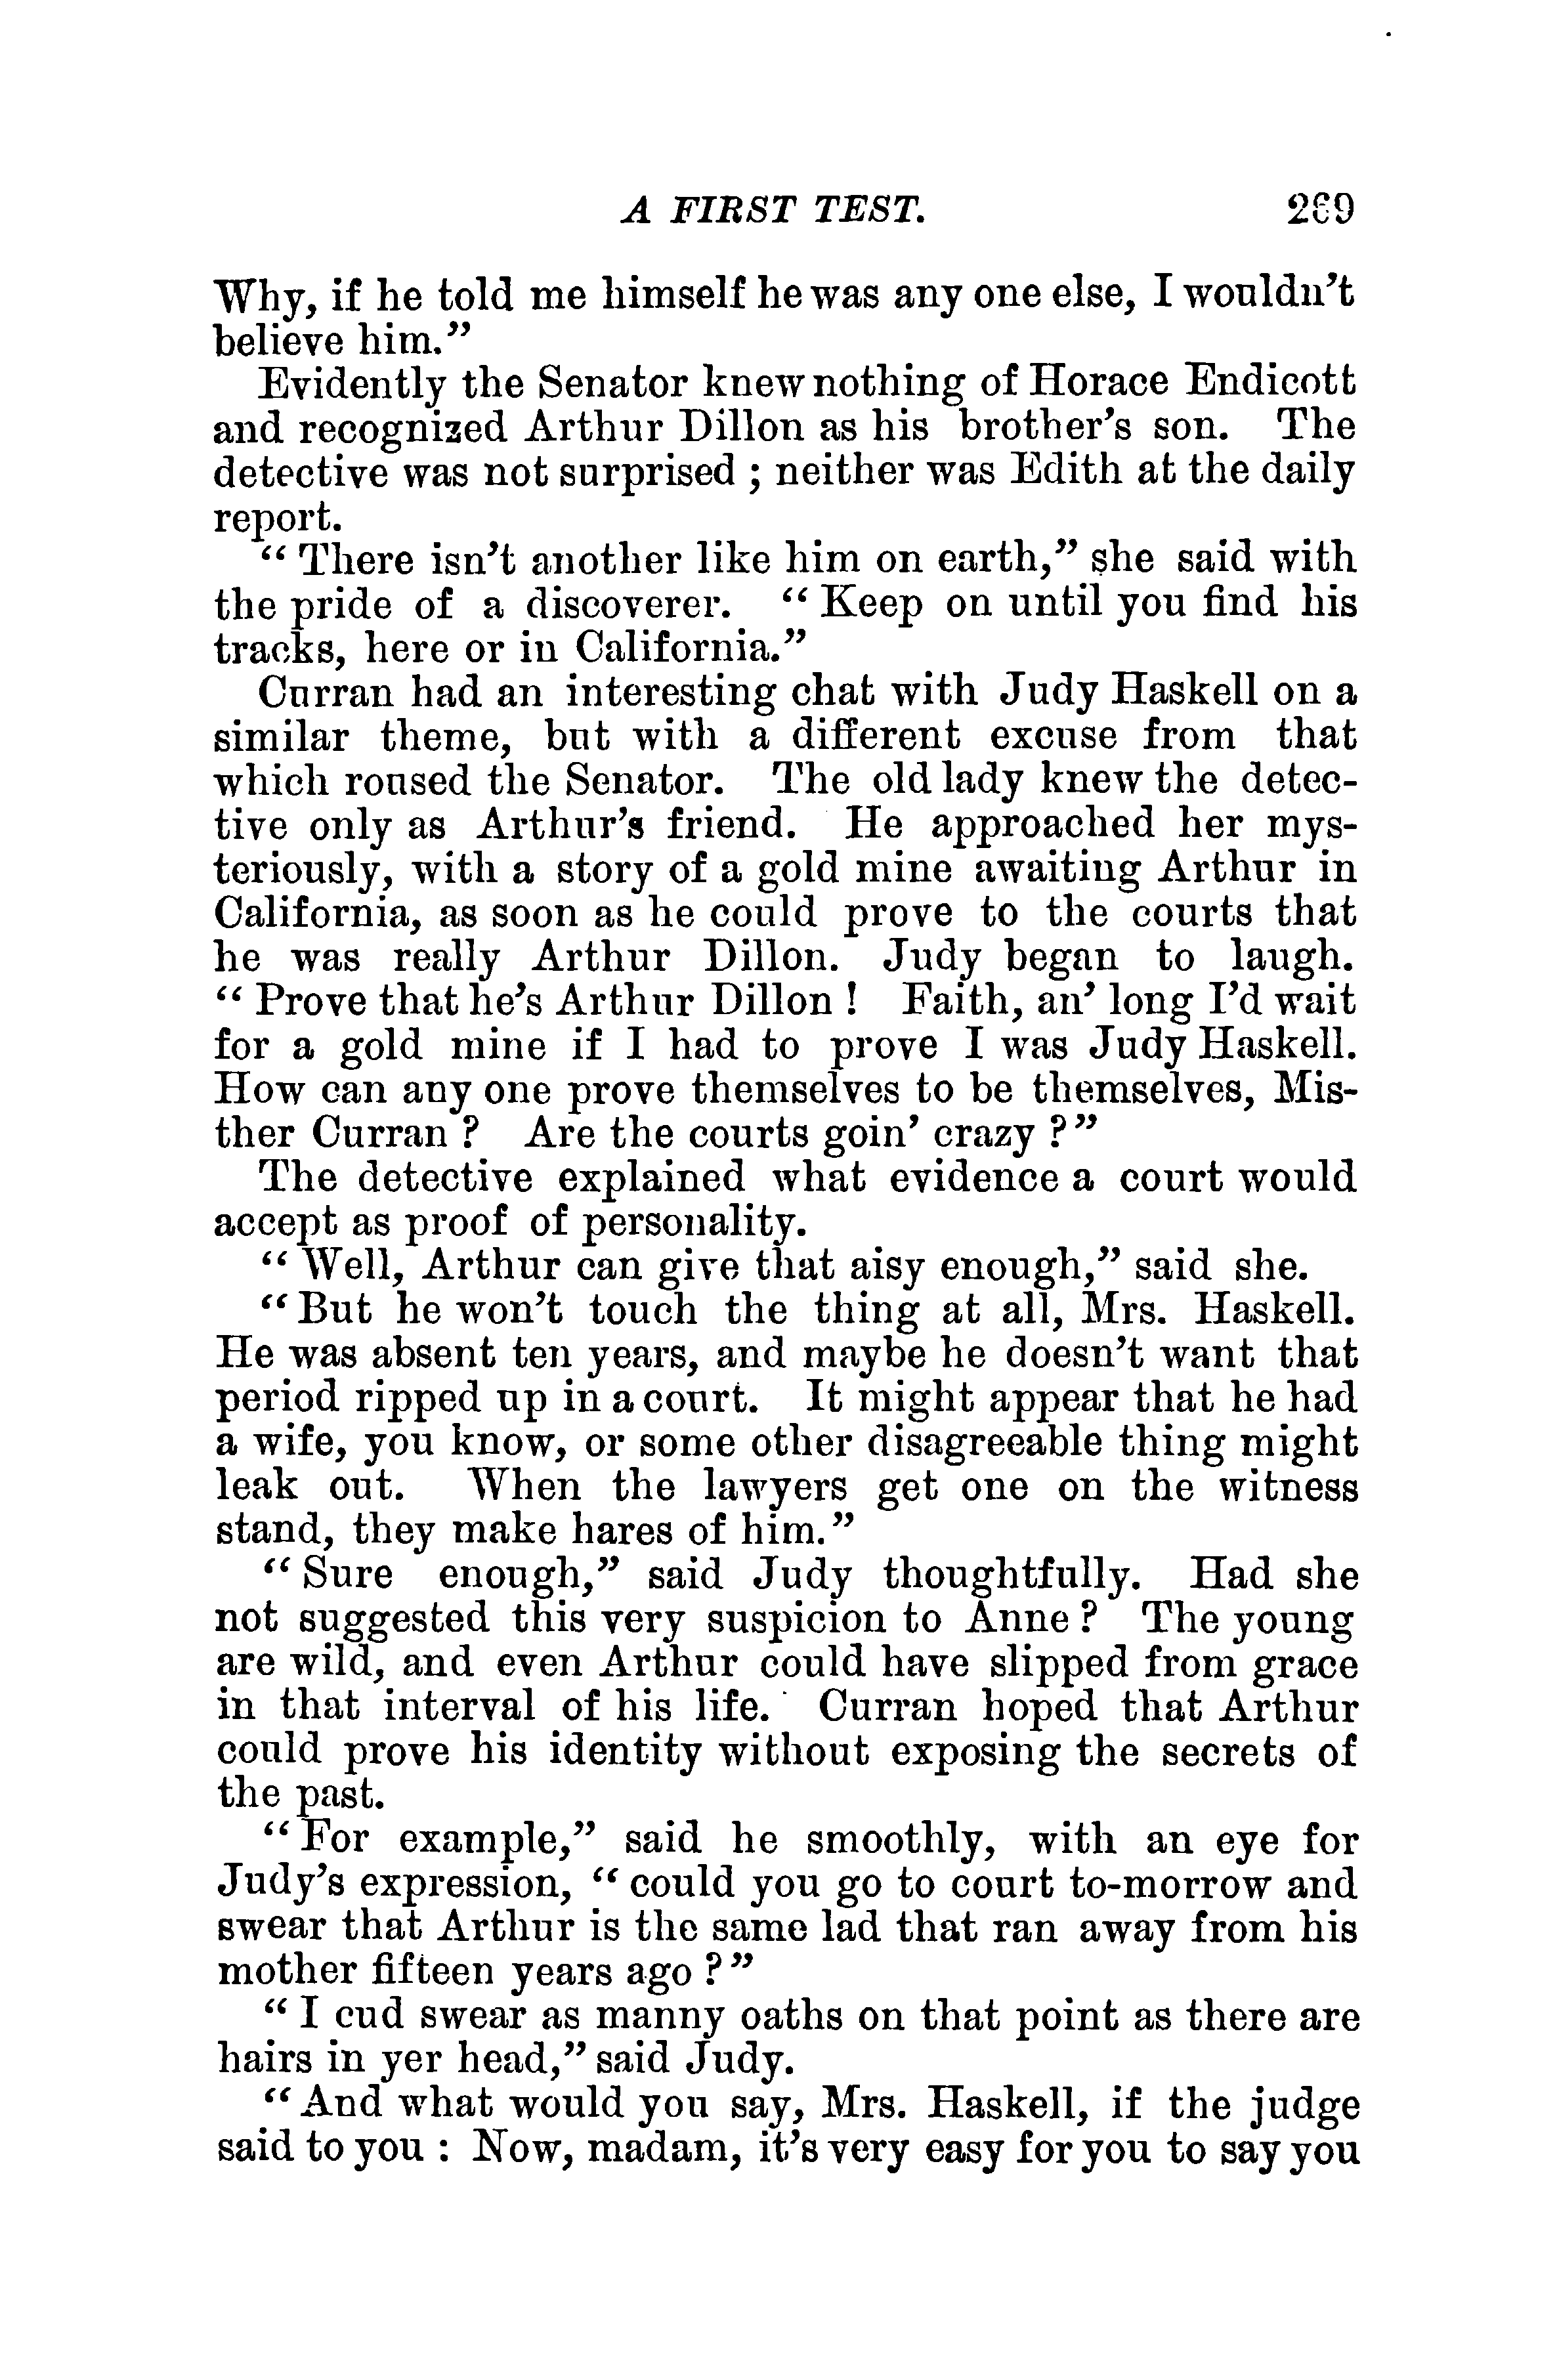 A FIRST TEST. 269
Why, if he told me himself he was any one else, I wouldn't
believe him."
Evidently the Senator knew nothing of Horace Endicott
and recognized Arthur Dillon as his brother's son. The
detective was not surprised ; neither was Edith at the daily
report.
" There isn't another like him on earth," she said with
the pride of a discoverer. " Keep on until you find his
tracks, here or in California."
Curran had an interesting chat with Judy Haskell on a
similar theme, but with a different excuse from that
which roused the Senator. The old lady knew the detec-
tive only as Arthur's friend. He approached her mys-
teriously, with a story of a gold mine awaiting Arthur in
California, as soon as he could prove to the courts that
he was really Arthur Dillon. Judy began to laugh.
" Prove that he's Arthur Dillon ! Faith, an' long I'd wait
for a gold mine if I had to prove I was Judy Haskell.
How can any one prove themselves to be themselves, Mis-
ther Curran ? Are the courts goin' crazy ? "
The detective explained what evidence a court would
accept as proof of personality.
" Well, Arthur can give that aisy enough," said she.
" But he won't touch the thing at all, Mrs. Haskell.
He was absent ten years, and maybe he doesn't want that
period ripped up in a court. It might appear that he had
a wife, you know, or some other disagreeable thing might
leak out. When the lawyers get one on the witness
stand, they make hares of him."
" Sure enough," said Judy thoughtfully. Had she
not suggested this very suspicion to Anne ? The young
are wild, and even Arthur could have slipped from grace
in that interval of his life. Curran hoped that Arthur
could prove his identity without exposing the secrets of
the past.
" For example," said he smoothly, with an eye for
Judy's expression, " could you go to court to-morrow and
swear that Arthur is the same lad that ran away from his
mother fifteen years ago ? "
" I cud swear as manny oaths on that point as there are
hairs in yer head," said Judy.
" And what would you say, Mrs. Haskell, if the judge
said to you : Now, madam, it's very easy for you to say you